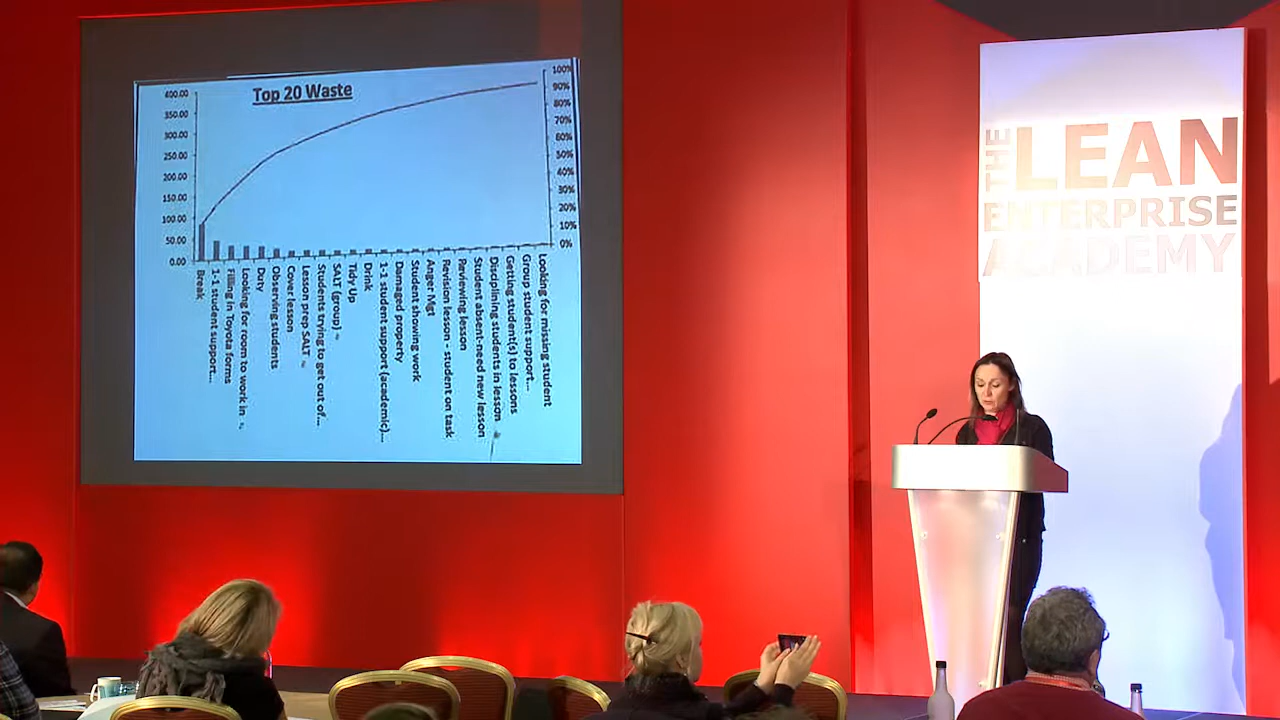 Top 20 Waste
400.00
350.00
300.00
250.00
200.00
150.00
100.00
50.00
0.00
100%
90%
80%
70%
60%
50%
40%
30%
20%
10%
0%
Break
1-1 student support...
Filling in Toyota forms
Looking for room to work in
Duty
Observing students
Cover lesson
Lesson prep SALT
Students trying to get out of...
SALT (group)
Tidy Up
Drink
1-1 student support (academic)...
Damaged property
Student showing work
Anger Mgt
Revision lesson - student on task
Reviewing lesson
Student absent-need new lesson
Disciplining students in lesson
Getting student(s) to lessons
Group student support...
Looking for missing student
THE
LEAN
ENTERPRISE
ACADEMY